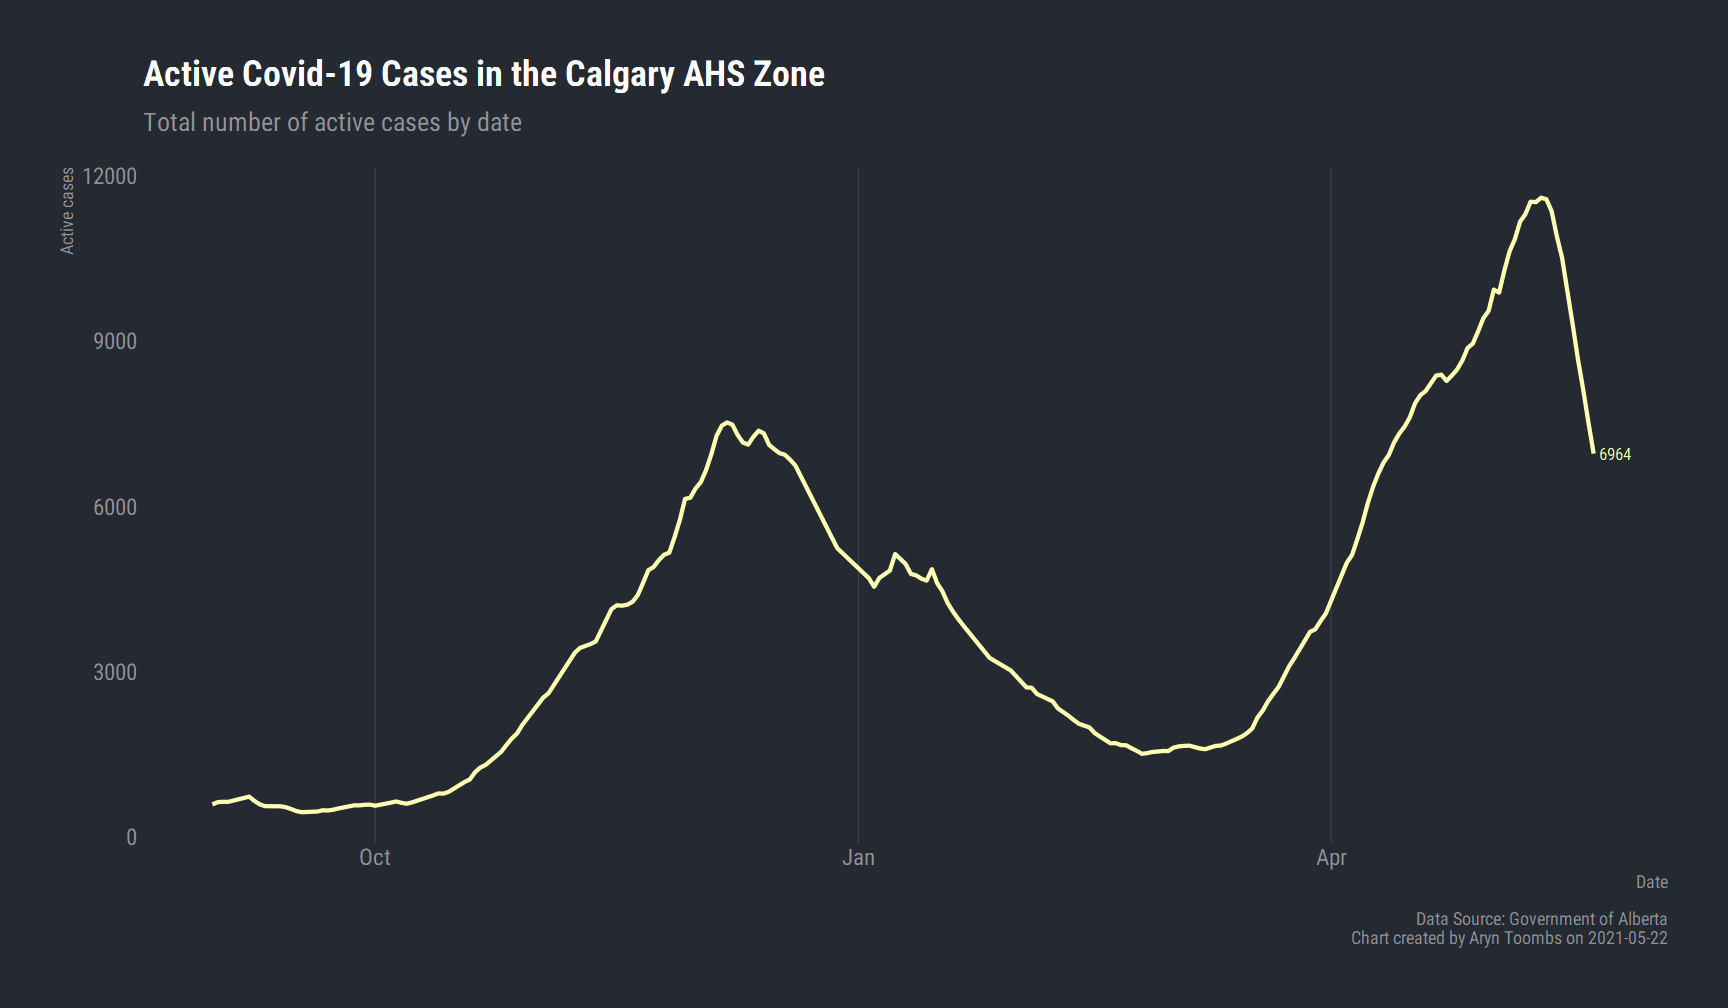 Active Covid-19 Cases in the Calgary AHS Zone
Total number of active cases by date
Active cases
12000
9000
6000
3000
0
6964
Oct
Jan
Apr
Date
Data Source: Government of Alberta
Chart created by Aryn Toombs on 2021-05-22